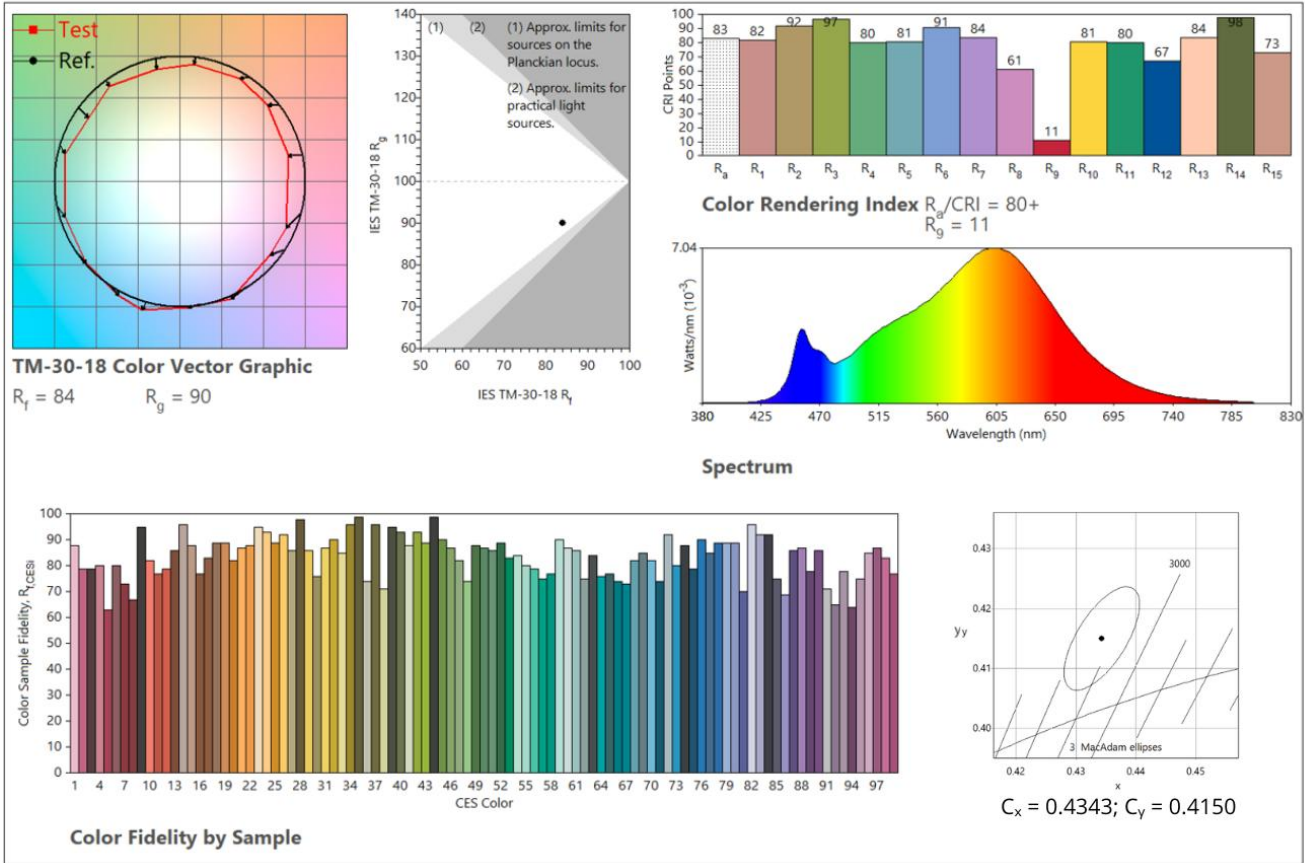 Test
Ref.
TM-30-18 Color Vector Graphic
Rf = 84 Rg = 90
140
130
120
110
100
90
80
70
60
IES TM-30-18 Rg
(1) (2) (1) Approx. limits for
sources on the
Planckian locus.
(2) Approx. limits for
practical light
sources.
50 60 70 80 90 100
IES TM-30-18 Rf
100
90
80
70
60
50
40
30
20
10
0
CRI Points
83 82 92 97 80 81 91 84 61 11 81 80 67 84 98 73
Ra R1 R2 R3 R4 R5 R6 R7 R8 R9 R10 R11 R12 R13 R14 R15
Color Rendering Index Ra/CRI = 80+
R9 = 11
7.04
Watts/nm (10-3)
380 425 470 515 560 605 650 695 740 785 830
Wavelength (nm)
Spectrum
100
90
80
70
60
50
40
30
20
10
0
Color Sample Fidelity, Rf,CESi
1 4 7 10 13 16 19 22 25 28 31 34 37 40 43 46 49 52 55 58 61 64 67 70 73 76 79 82 85 88 91 94 97
CES Color
Color Fidelity by Sample
0.43
0.42
0.41
0.40
yy
3000
3 MacAdam ellipses
0.42 0.43 0.44 0.45
x
Cx = 0.4343; Cy = 0.4150